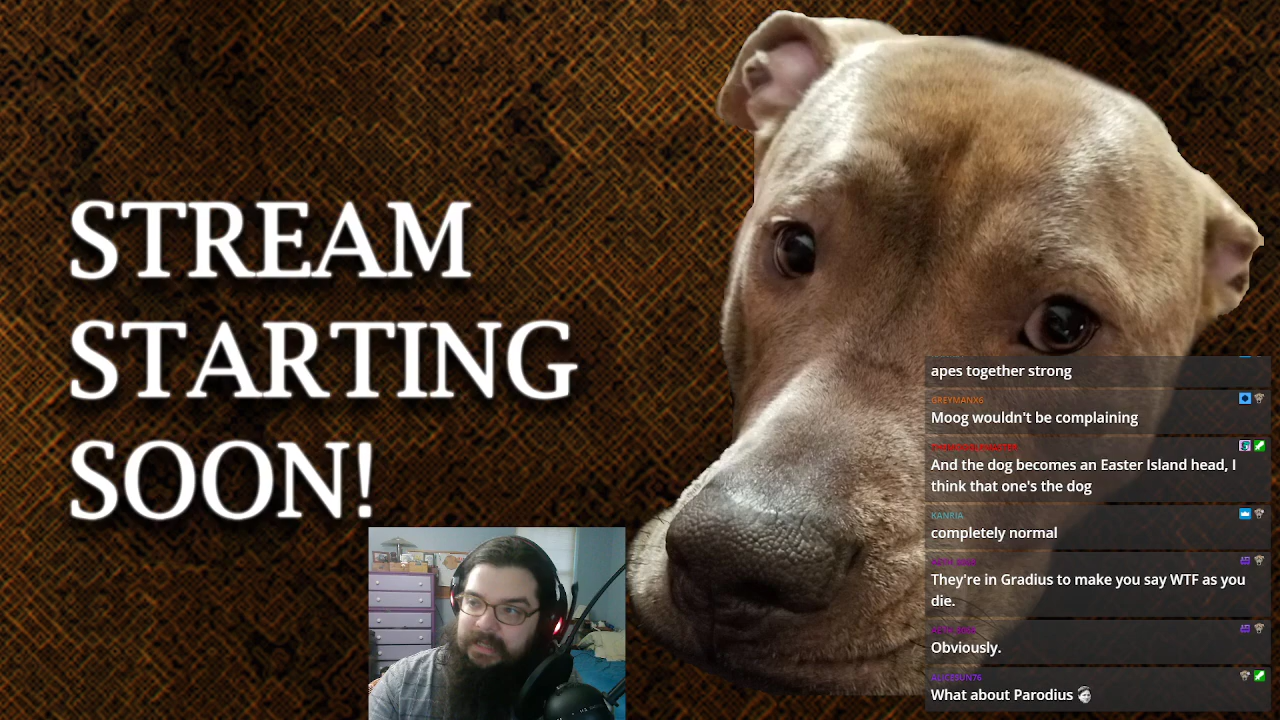 STREAM
STARTING
SOON!
apes together strong
GREYMANX6
Moog wouldn't be complaining
And the dog becomes an Easter Island head, I
think that one's the dog
KANRIA
completely normal
They're in Gradius to make you say WTF as you
die.
Obviously.
ALICESUN76
What about Parodius